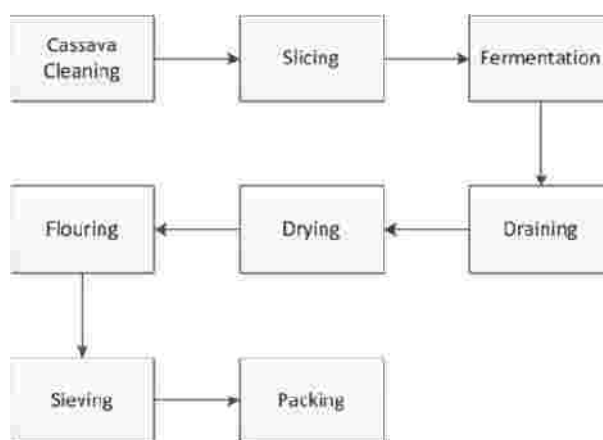 Cassava
Cleaning
Slicing
Fermentation
Draining
Drying
Flouring
Sieving
Packing